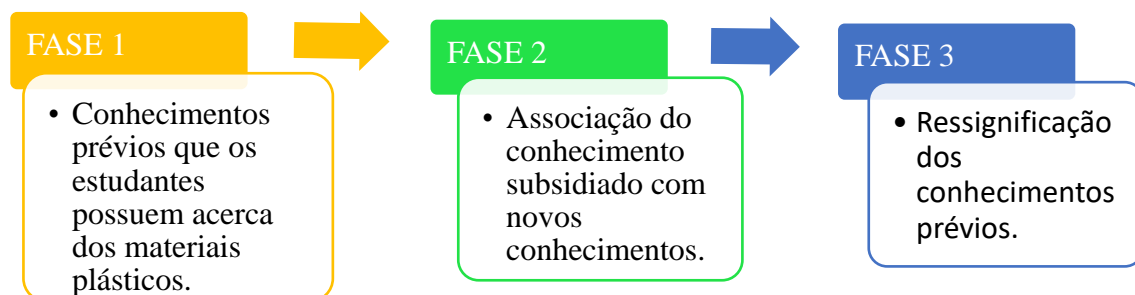 FASE 1
• Conhecimentos
prévios que os
estudantes
possuem acerca
dos materiais
plásticos.
FASE 2
• Associação do
conhecimento
subsidiado com
novos
conhecimentos.
FASE 3
• Ressignificação
dos
conhecimentos
prévios.